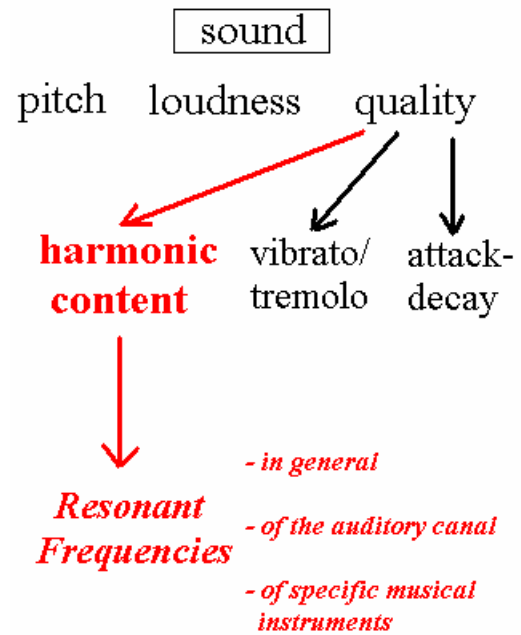 sound
pitch loudness quality
harmonic
content
vibrato/
tremolo
attack-
decay
Resonant
Frequencies
- in general
- of the auditory canal
- of specific musical
instruments